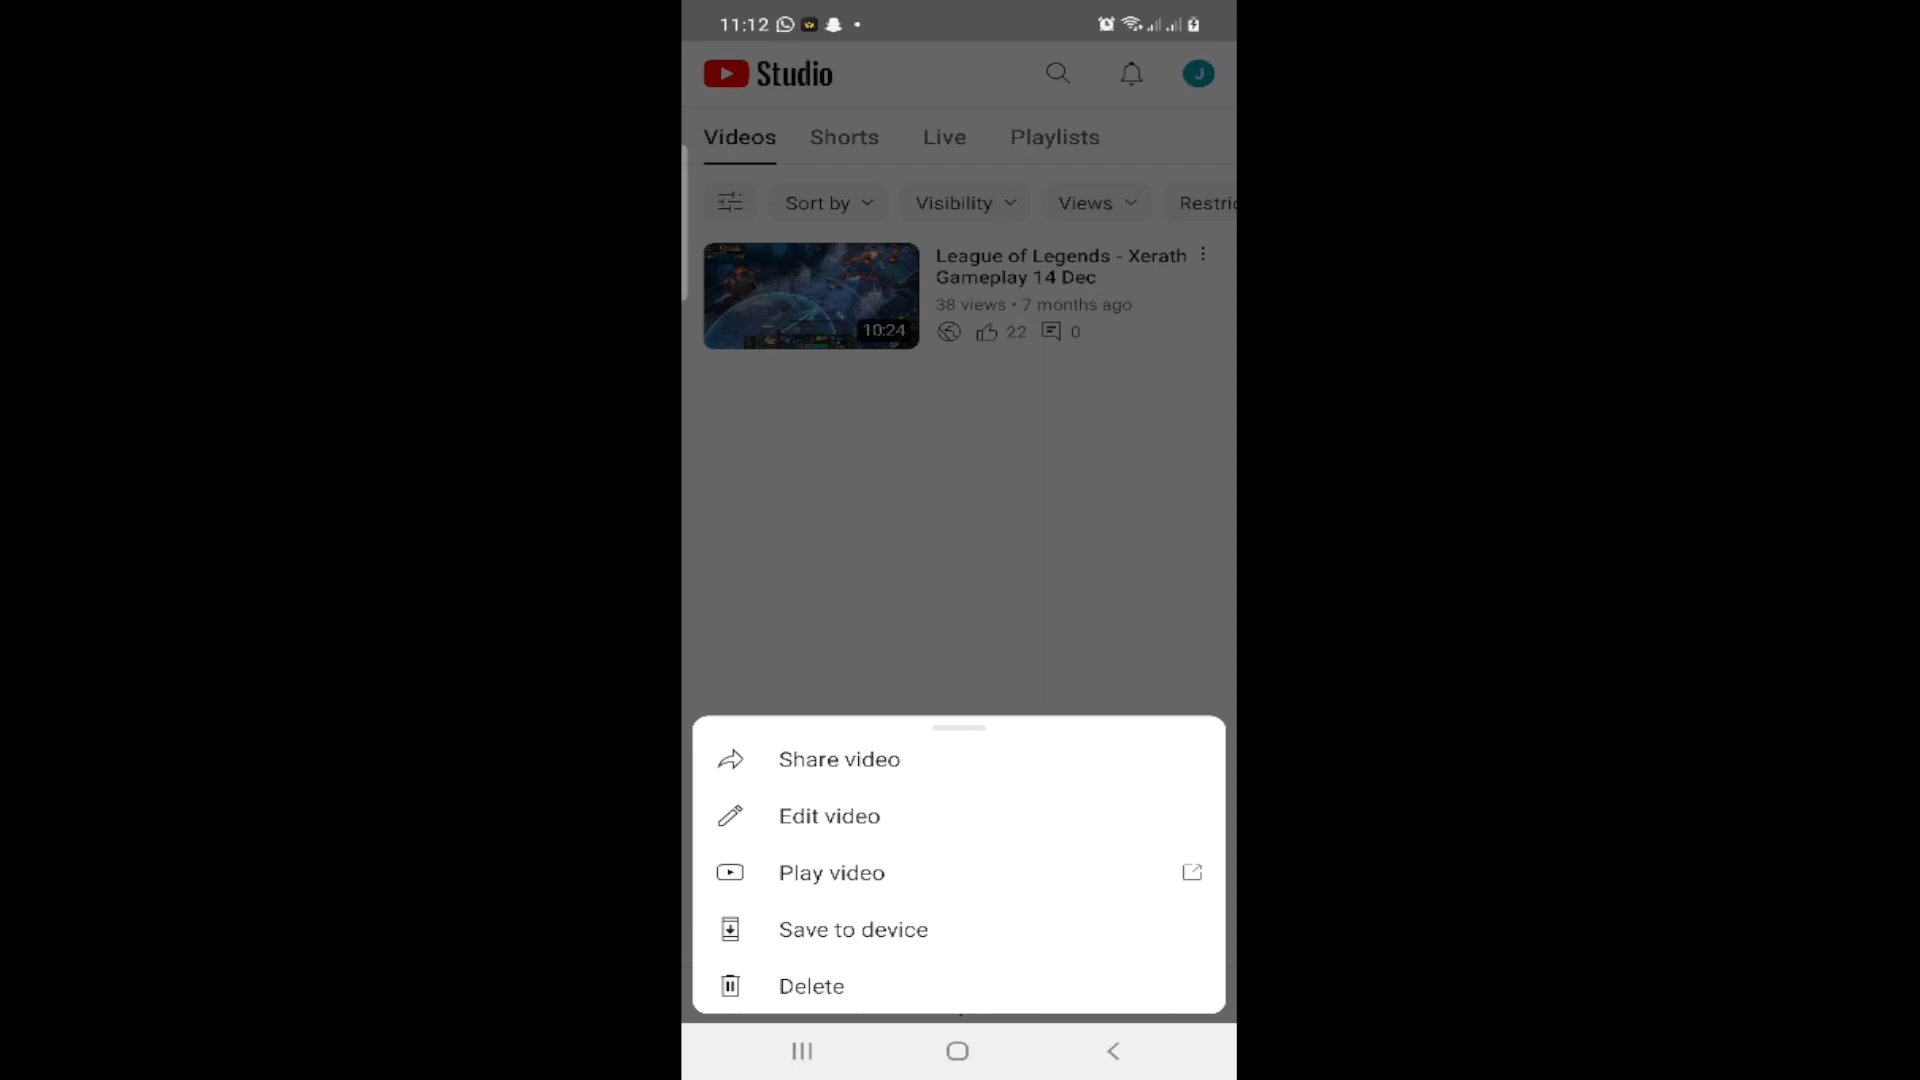 11:12
Studio
J
Videos Shorts Live Playlists
Sort by Visibility Views Restric
League of Legends - Xerath
Gameplay 14 Dec
38 views • 7 months ago
10:24
22 0
Share video
Edit video
Play video
Save to device
Delete